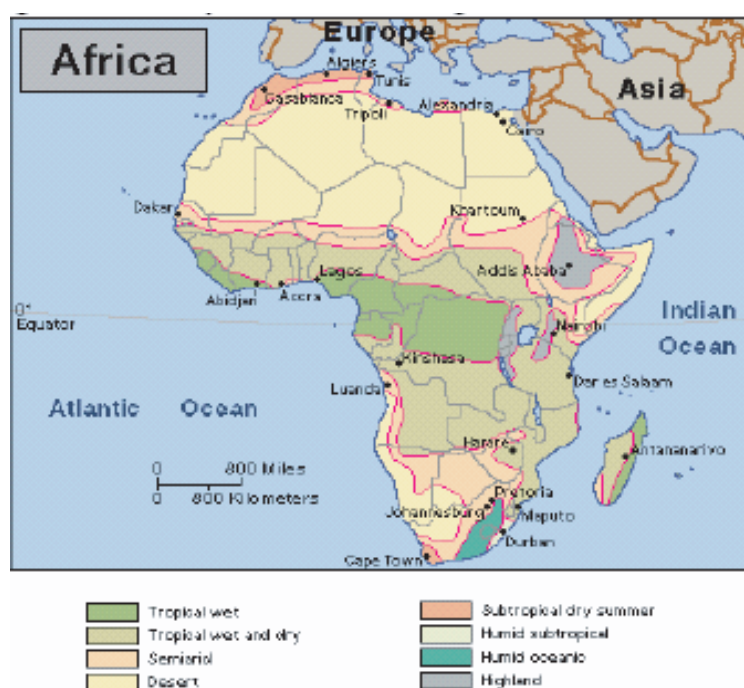 Europe
Africa
Asia
Algiers
Tunis
Casablanca
Tripoli
Alexandria
Cairo
Dakar
Khartoum
Addis Ababa
Lagos
Abidjan
Accra
0°
Equator
Indian
Ocean
Nairobi
Kinshasa
Dar es Salaam
Luanda
Atlantic Ocean
Harare
Antananarivo
0 800 Miles
0 800 Kilometers
Pretoria
Johannesburg
Maputo
Durban
Cape Town
Tropical wet
Tropical wet and dry
Semiarid
Desert
Subtropical dry summer
Humid subtropical
Humid oceanic
Highland